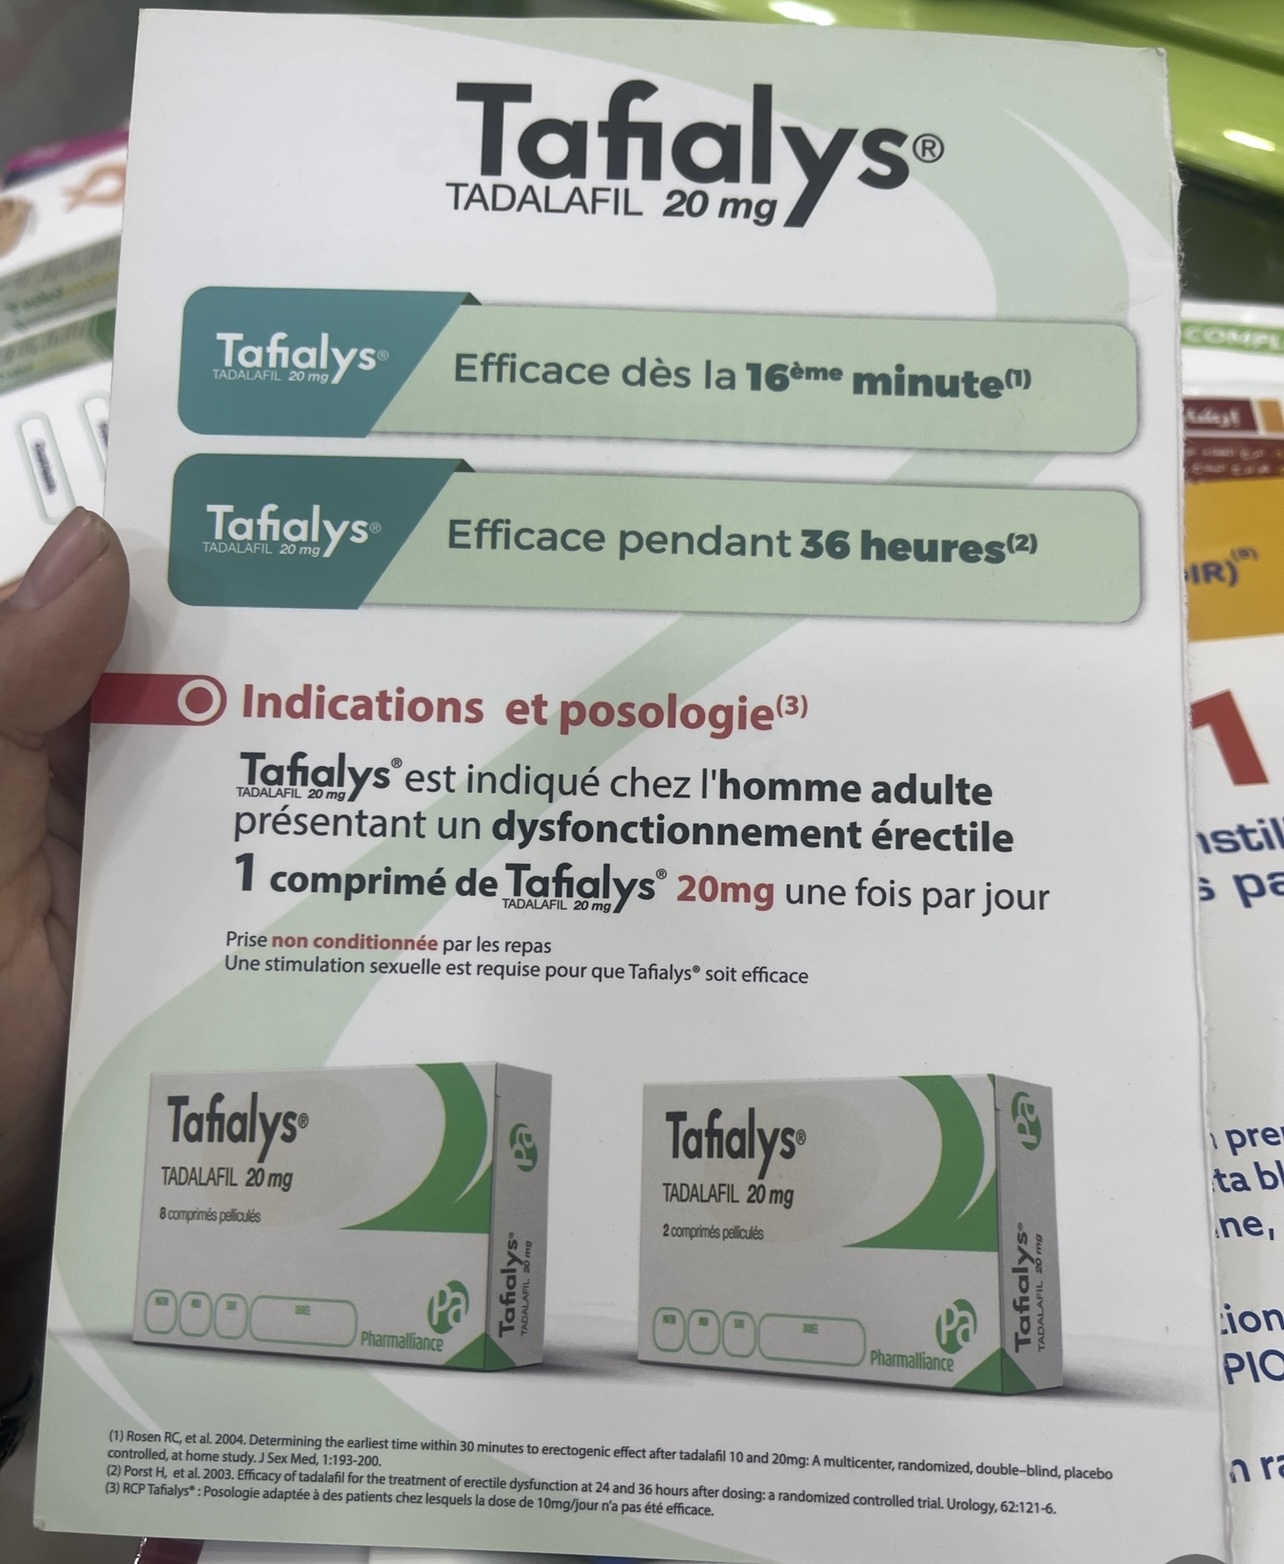 Tafialys®
TADALAFIL 20 mg
Tafialys®
TADALAFIL 20 mg
Efficace dès la 16ème minute(1)
Tafialys®
TADALAFIL 20 mg
Efficace pendant 36 heures(2)
Indications et posologie(3)
Tafialys® est indiqué chez l'homme adulte
TADALAFIL 20 mg
présentant un dysfonctionnement érectile
1 comprimé de Tafialys® 20mg une fois par jour
TADALAFIL 20 mg
Prise non conditionnée par les repas
Une stimulation sexuelle est requise pour que Tafialys® soit efficace
Tafialys®
TADALAFIL 20 mg
8 comprimés pelliculés
Pa
Pharmalliance
Pa
Tafialys®
TADALAFIL 20 mg
Tafialys®
TADALAFIL 20 mg
2 comprimés pelliculés
Pa
Pharmalliance
Pa
Tafialys®
TADALAFIL 20 mg
(1) Rosen RC, et al. 2004. Determining the earliest time within 30 minutes to erectogenic effect after tadalafil 10 and 20mg: A multicenter, randomized, double–blind, placebo
controlled, at home study. J Sex Med, 1:193-200.
(2) Porst H, et al. 2003. Efficacy of tadalafil for the treatment of erectile dysfunction at 24 and 36 hours after dosing: a randomized controlled trial. Urology, 62:121-6.
(3) RCP Tafialys® : Posologie adaptée à des patients chez lesquels la dose de 10mg/jour n'a pas été efficace.
1